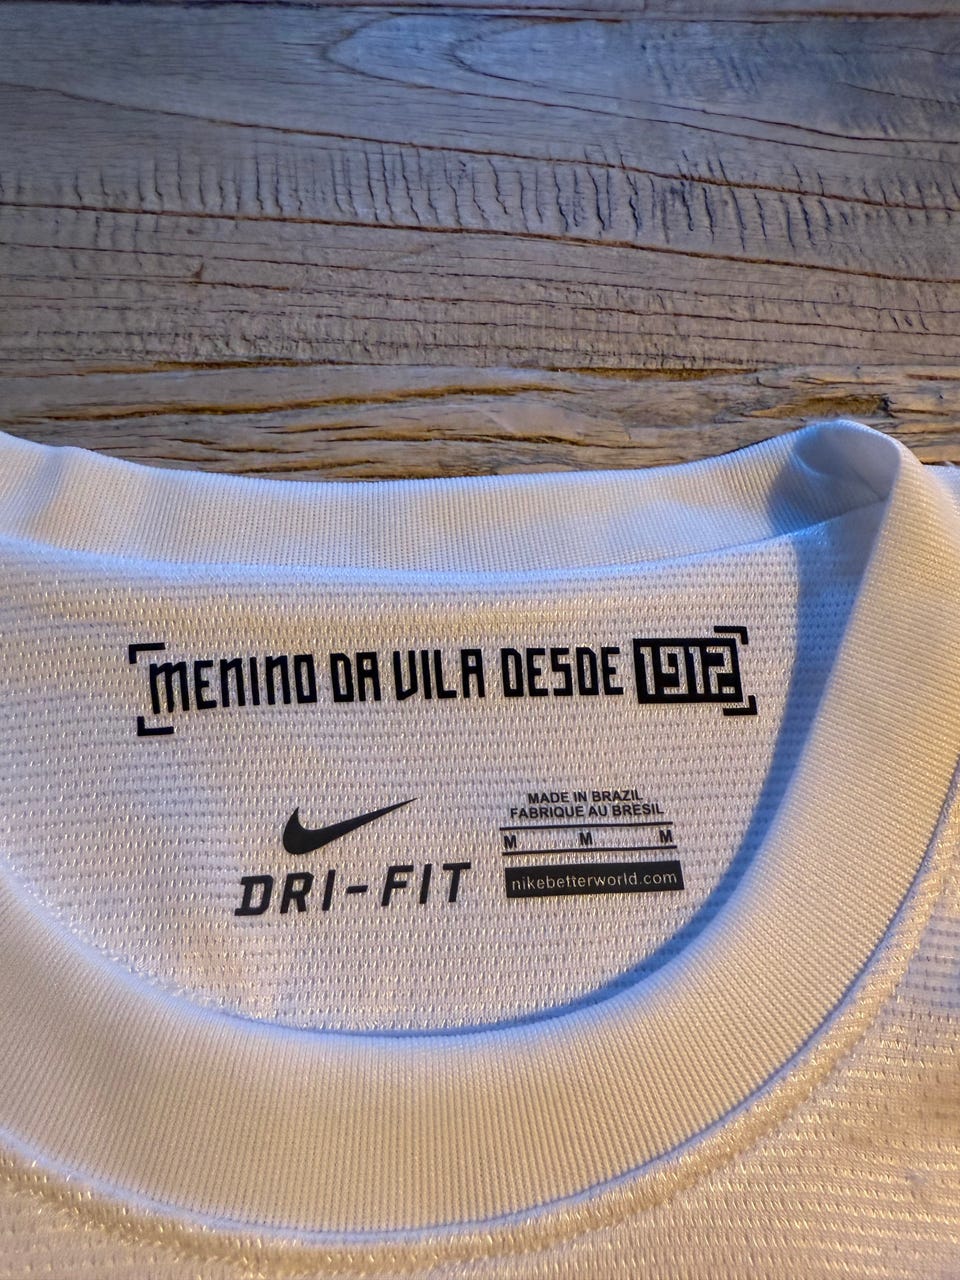 MENINO DA VILA DESDE 1912
DRI-FIT
MADE IN BRAZIL
FABRIQUE AU BRESIL
M M M
nikebetterworld.com